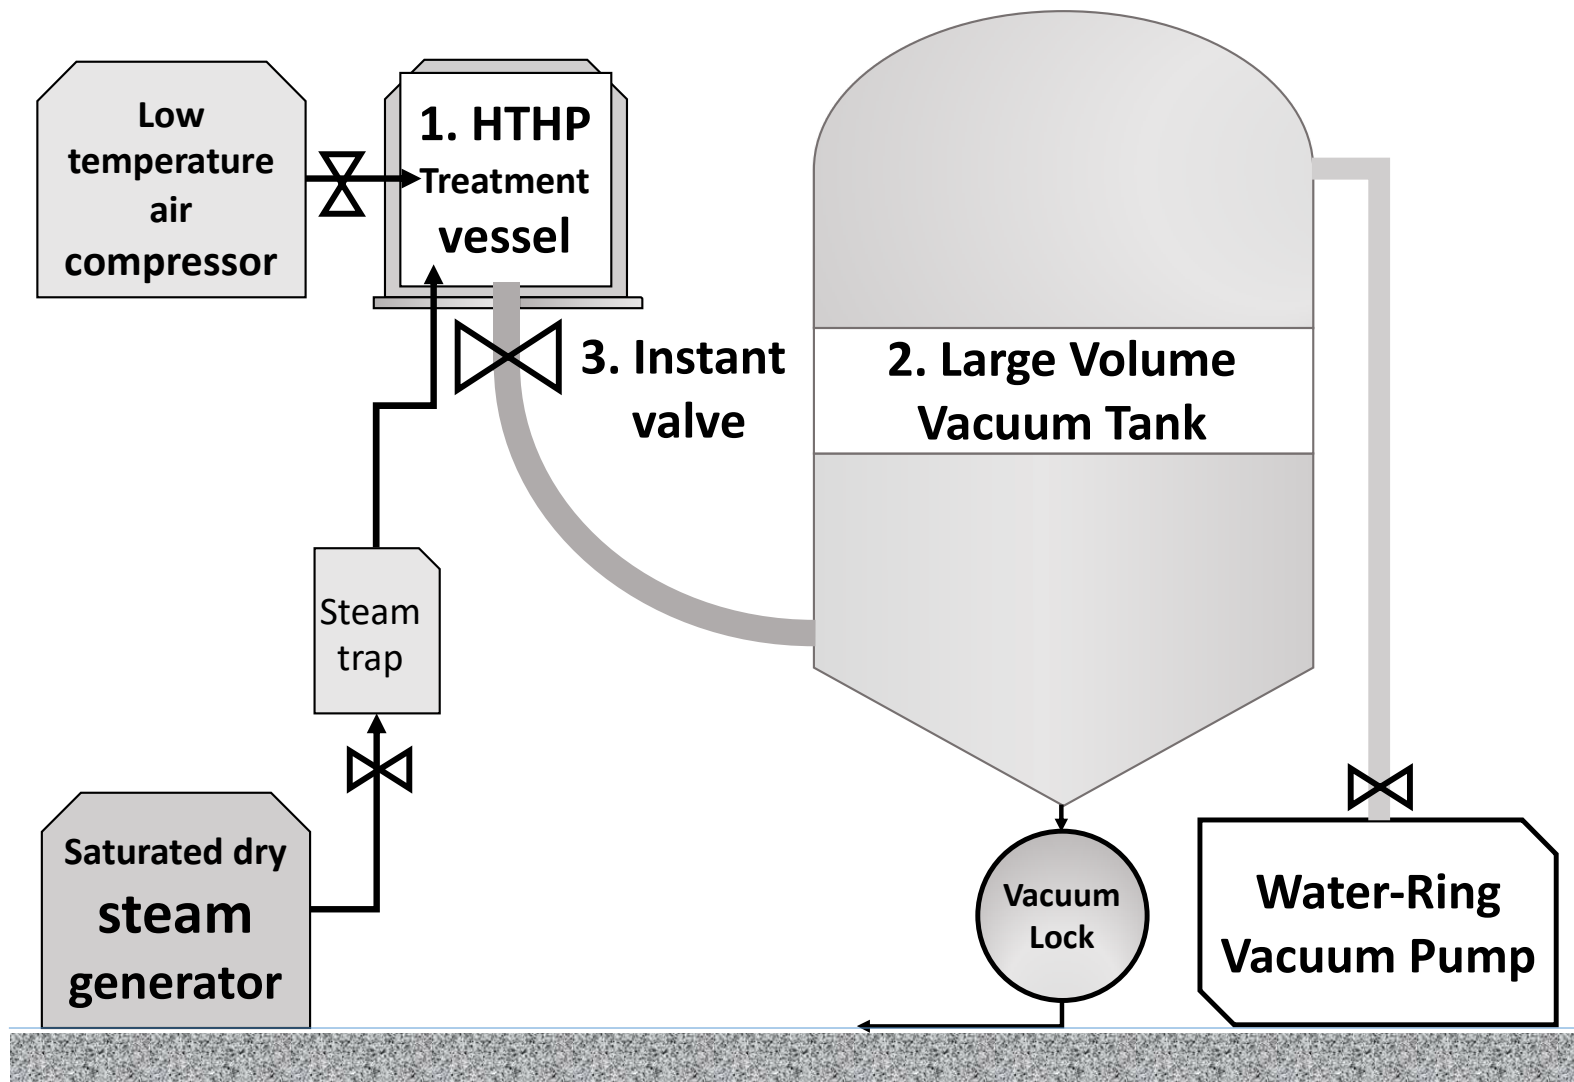 Low
temperature
air
compressor
1. HTHP
Treatment
vessel
3. Instant
valve
2. Large Volume
Vacuum Tank
Steam
trap
Saturated dry
steam
generator
Vacuum
Lock
Water-Ring
Vacuum Pump